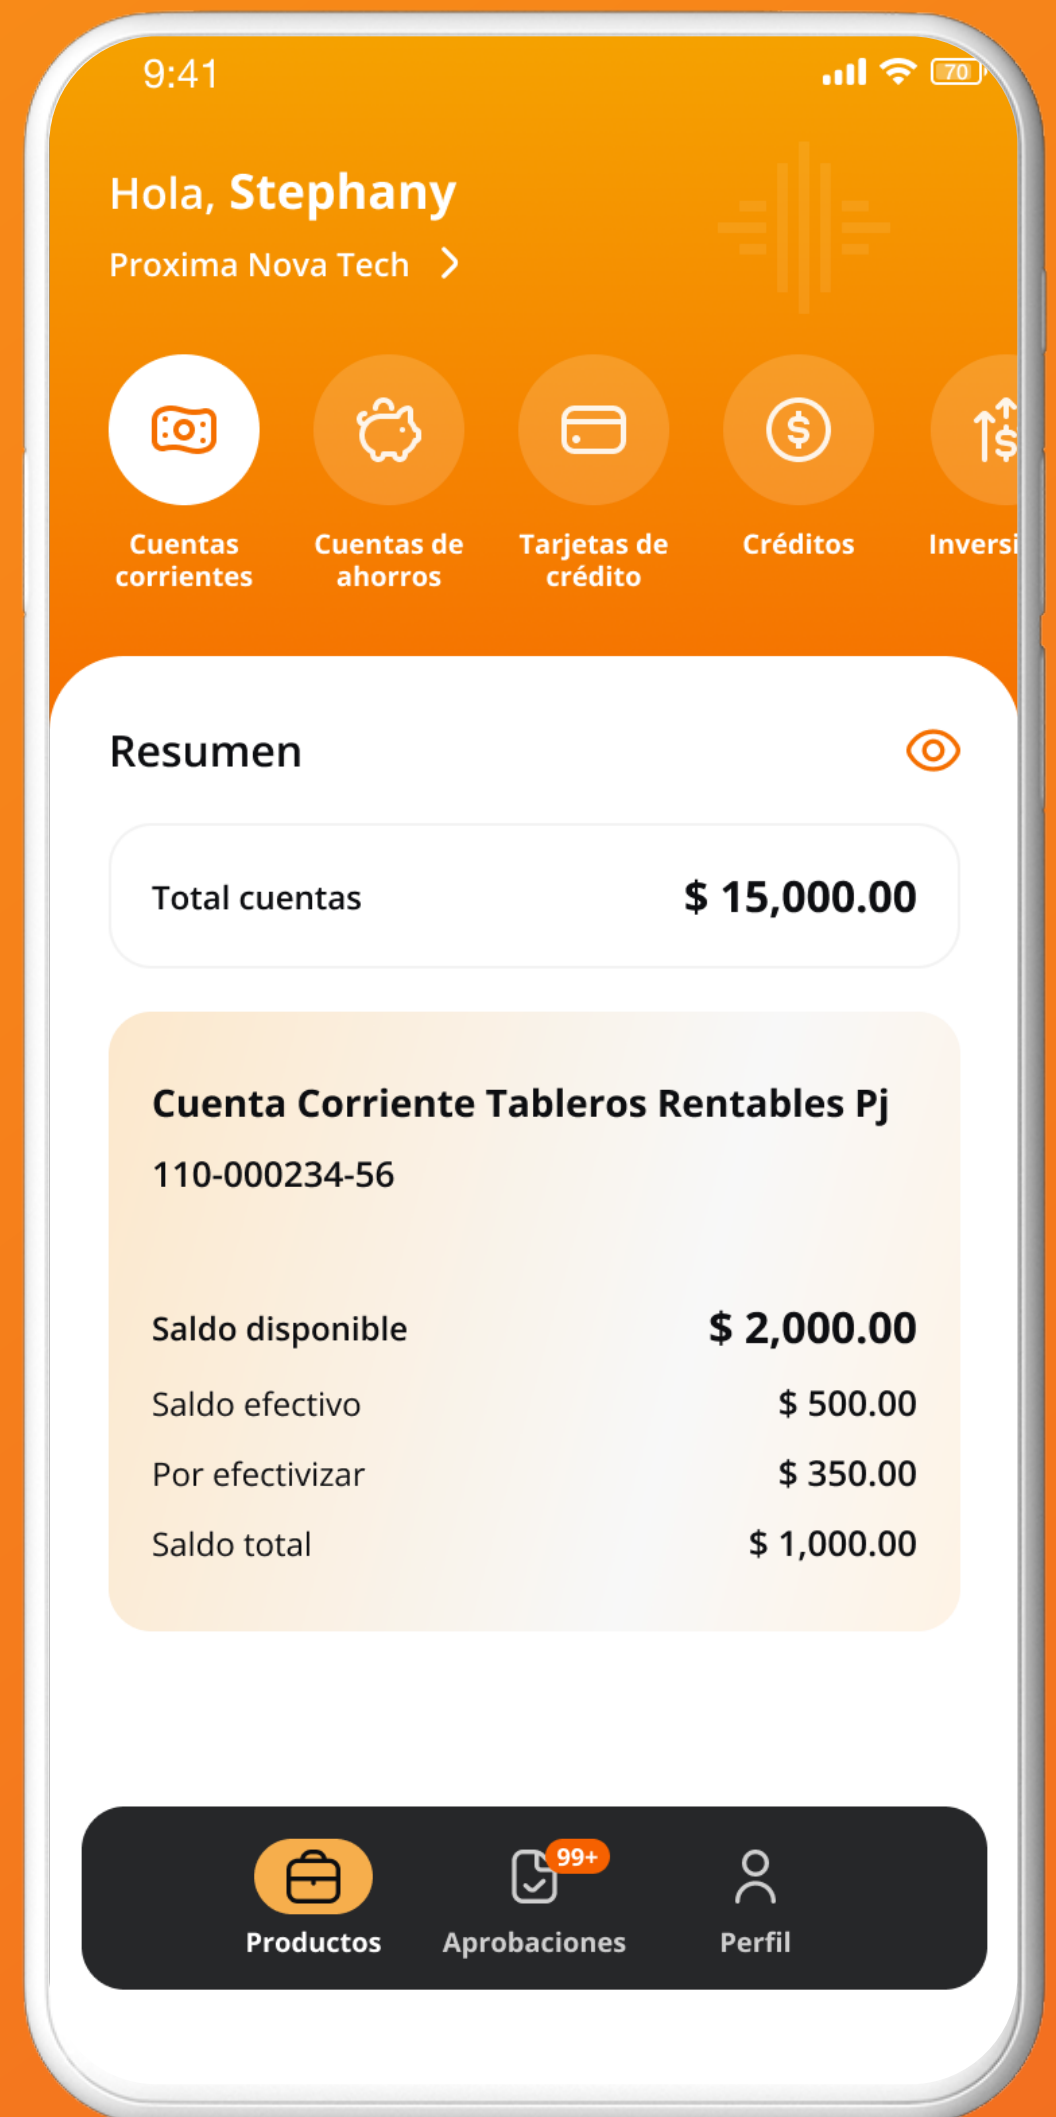 9:41
70
Hola, Stephany
Proxima Nova Tech
Cuentas
corrientes
Cuentas de
ahorros
Tarjetas de
crédito
Créditos
Inversi
Resumen
Total cuentas $ 15,000.00
Cuenta Corriente Tableros Rentables Pj
110-000234-56
Saldo disponible $ 2,000.00
Saldo efectivo $ 500.00
Por efectivizar $ 350.00
Saldo total $ 1,000.00
99+
Productos Aprobaciones Perfil